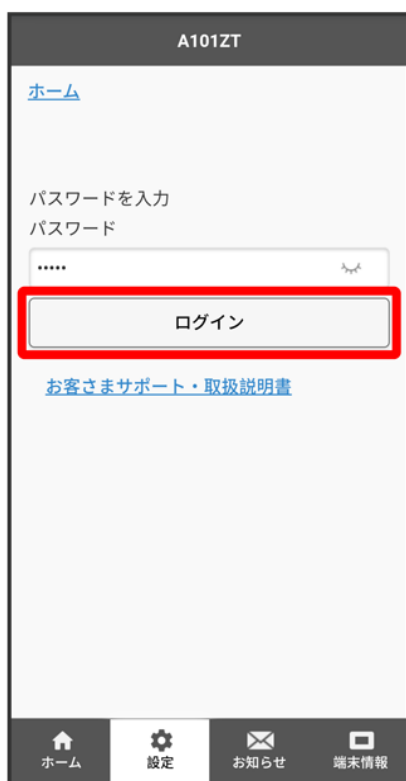 A101ZT
ホーム
パスワードを入力
パスワード
•••••
ログイン
お客さまサポート・取扱説明書
ホーム
設定
お知らせ
端末情報